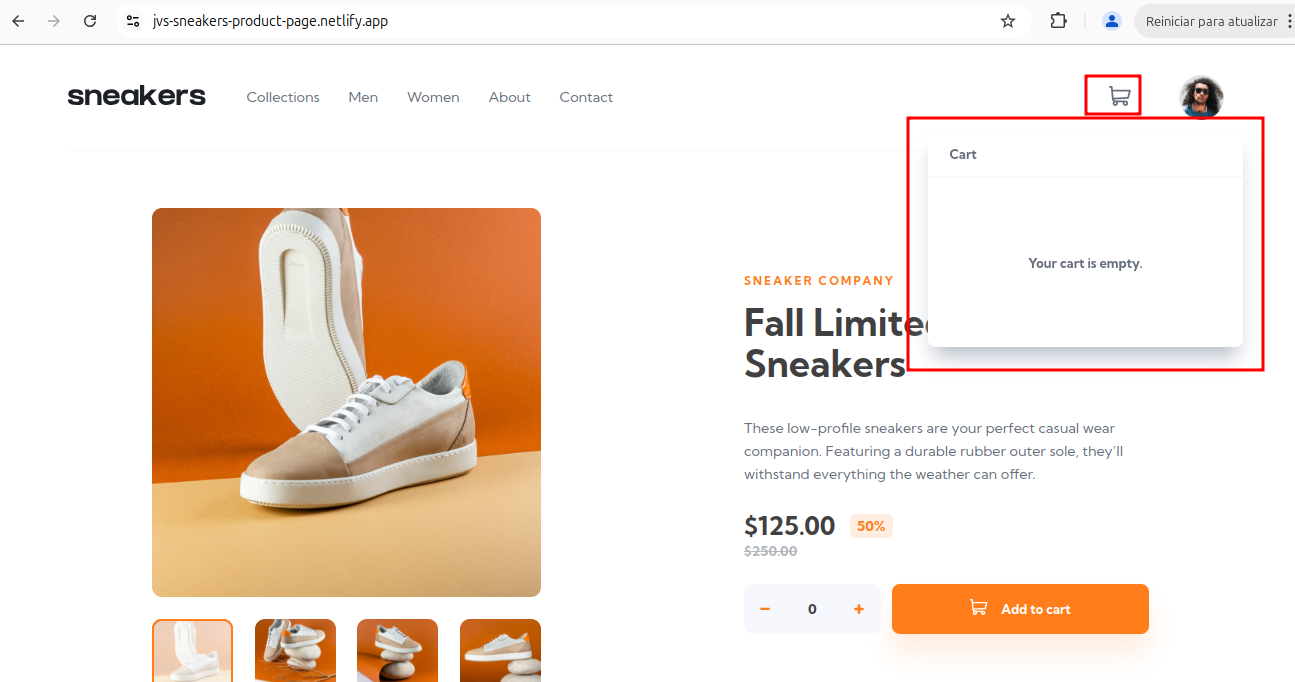 jvs-sneakers-product-page.netlify.app
Reiniciar para atualizar
sneakers
Collections
Men
Women
About
Contact
Cart
Your cart is empty.
SNEAKER COMPANY
Fall Limite
Sneakers
These low-profile sneakers are your perfect casual wear
companion. Featuring a durable rubber outer sole, they'll
withstand everything the weather can offer.
$125.00
50%
$250.00
− 0 +
Add to cart